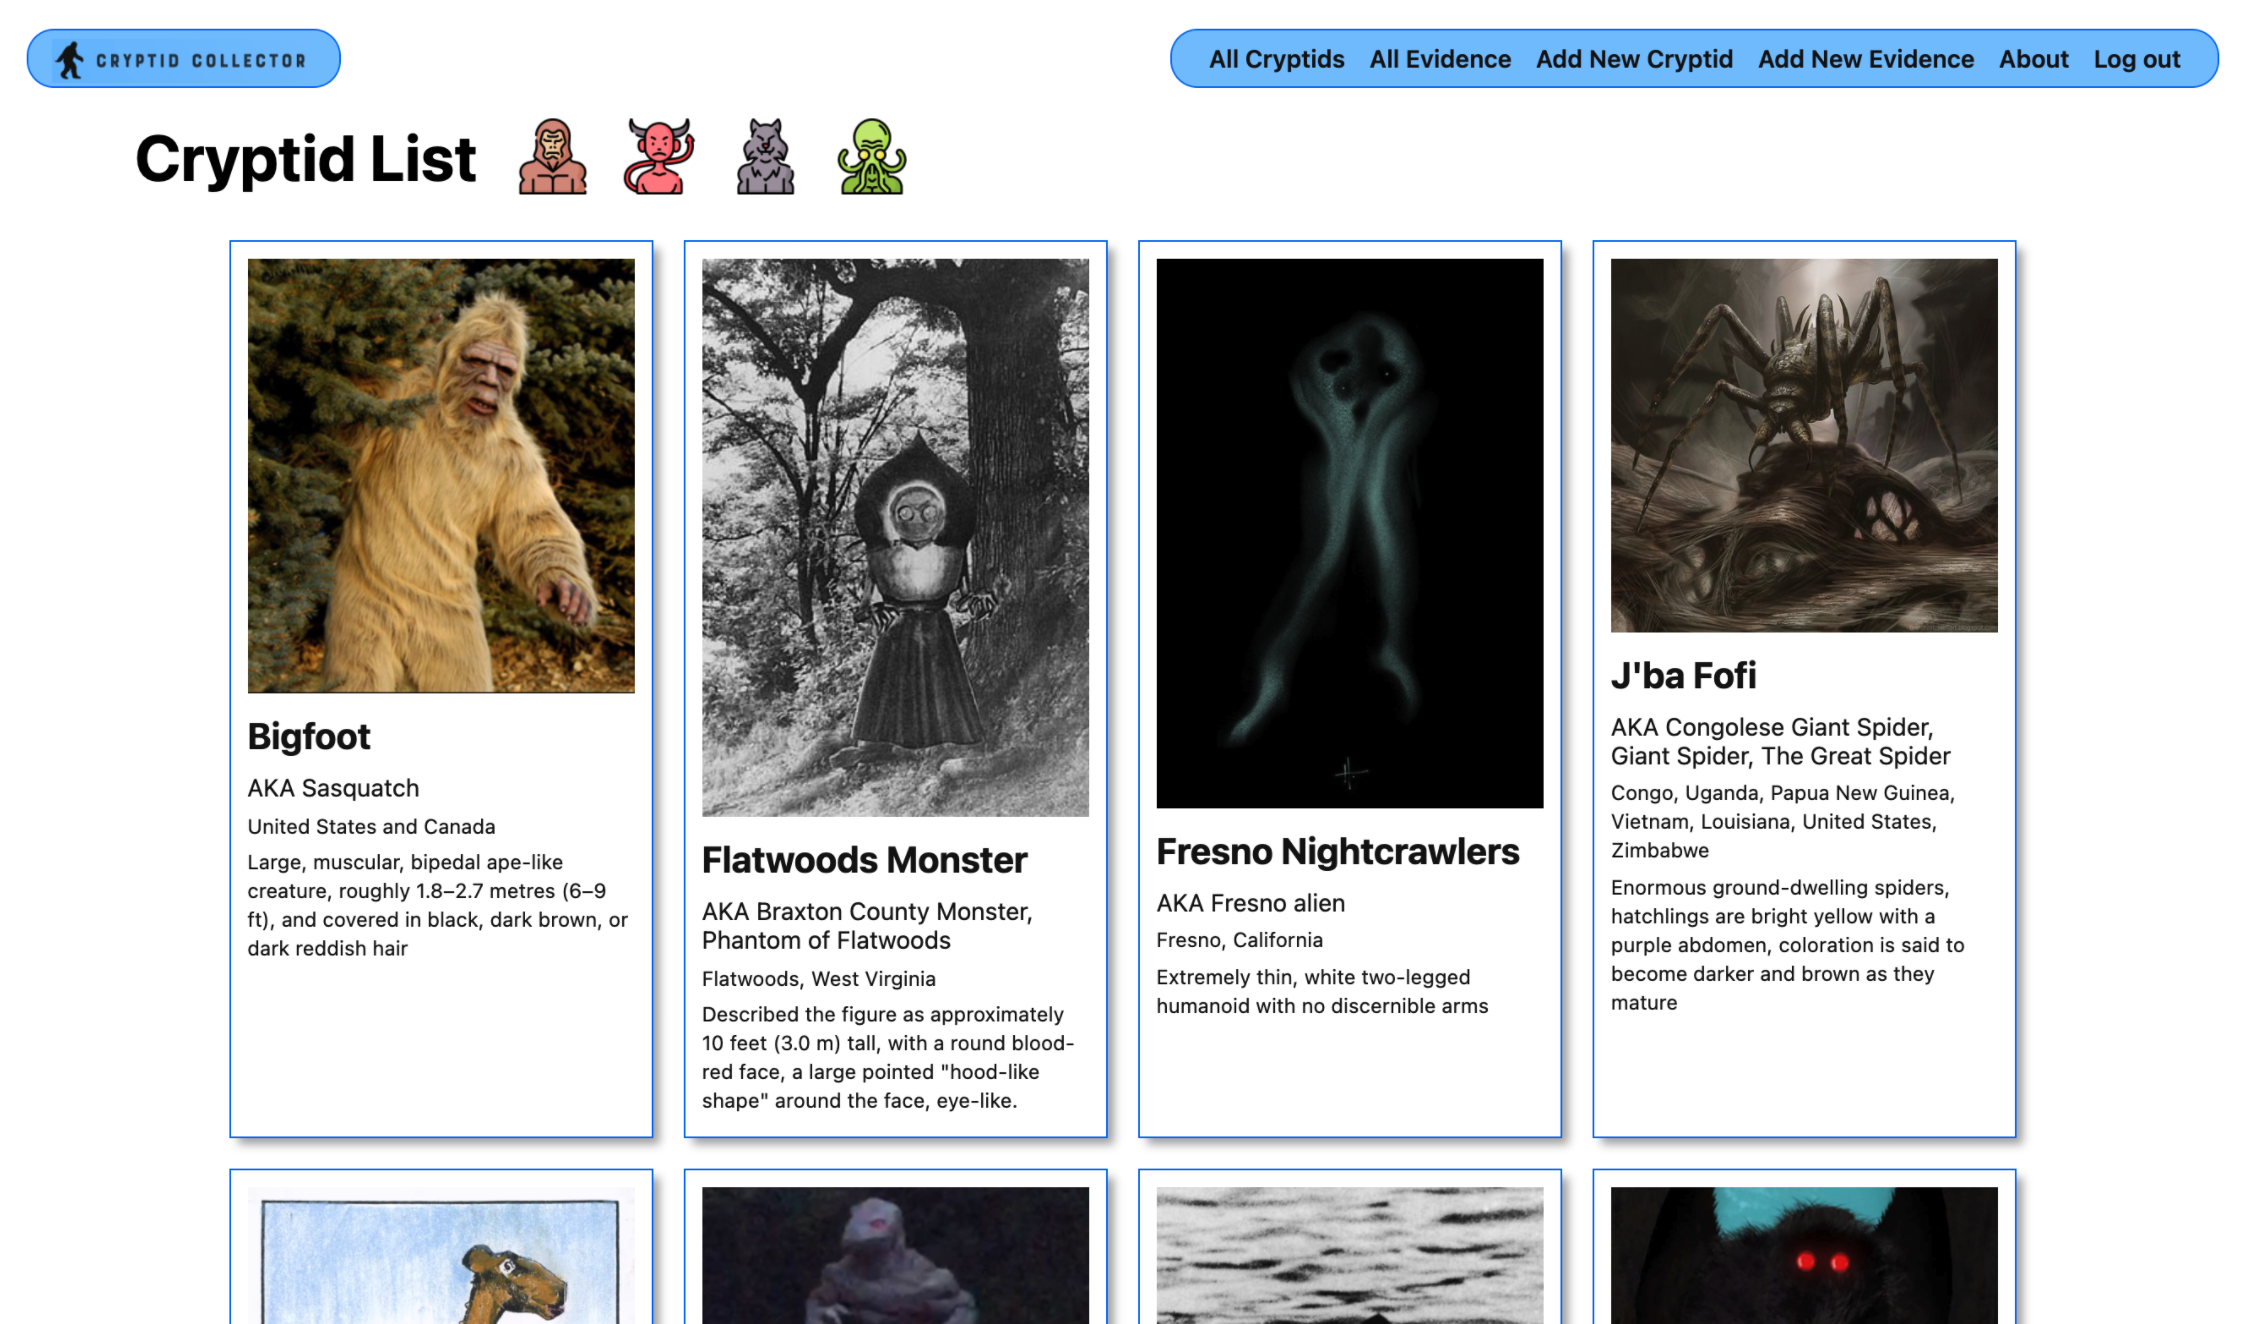 CRYPTID COLLECTOR
All Cryptids All Evidence Add New Cryptid Add New Evidence About Log out
Cryptid List
Bigfoot
AKA Sasquatch
United States and Canada
Large, muscular, bipedal ape-like
creature, roughly 1.8–2.7 metres (6–9
ft), and covered in black, dark brown, or
dark reddish hair
Flatwoods Monster
AKA Braxton County Monster,
Phantom of Flatwoods
Flatwoods, West Virginia
Described the figure as approximately
10 feet (3.0 m) tall, with a round blood-
red face, a large pointed "hood-like
shape" around the face, eye-like.
Fresno Nightcrawlers
AKA Fresno alien
Fresno, California
Extremely thin, white two-legged
humanoid with no discernible arms
J'ba Fofi
AKA Congolese Giant Spider,
Giant Spider, The Great Spider
Congo, Uganda, Papua New Guinea,
Vietnam, Louisiana, United States,
Zimbabwe
Enormous ground-dwelling spiders,
hatchlings are bright yellow with a
purple abdomen, coloration is said to
become darker and brown as they
mature